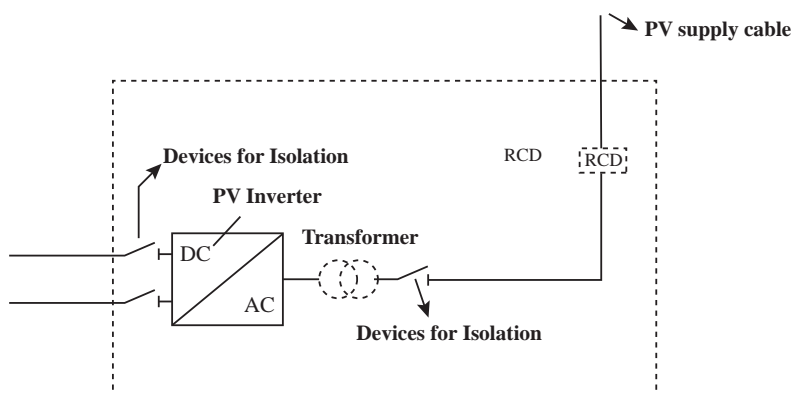 PV supply cable
Devices for Isolation
RCD
RCD
PV Inverter
DC
Transformer
AC
Devices for Isolation